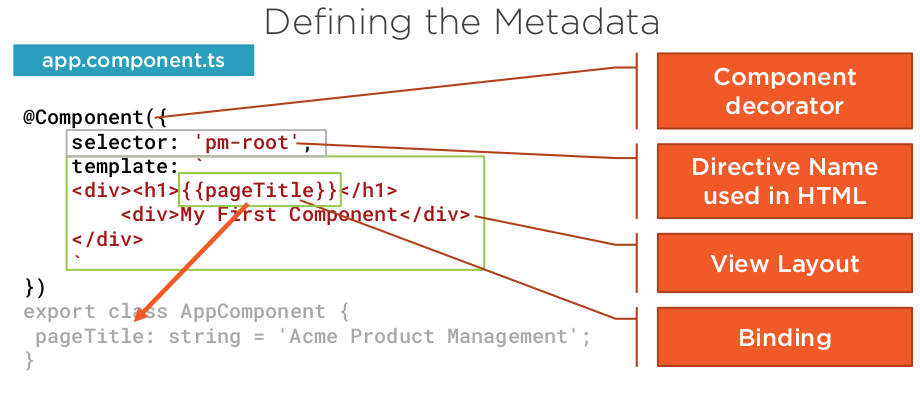 Defining the Metadata
app.component.ts
@Component({
selector: 'pm-root',
template: `
<div><h1>{{pageTitle}}</h1>
<div>My First Component</div>
</div>
`
})
export class AppComponent {
pageTitle: string = 'Acme Product Management';
}
Component
decorator
Directive Name
used in HTML
View Layout
Binding